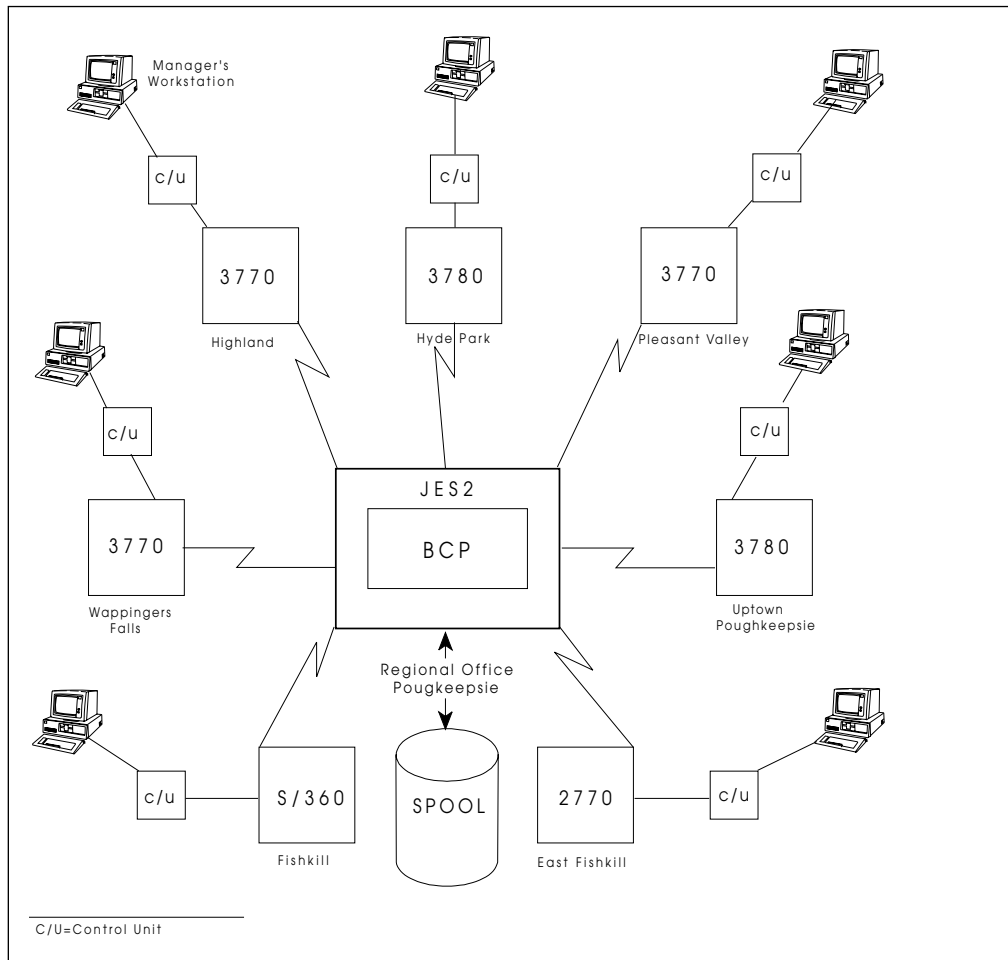 Manager's
Workstation
c/u
c/u
c/u
3770
3780
3770
Highland
Hyde Park
Pleasant Valley
c/u
c/u
JES2
BCP
3770
3780
Wappingers
Falls
Uptown
Poughkeepsie
Regional Office
Pougkeepsie
c/u
S/360
SPOOL
2770
c/u
Fishkill
East Fishkill
C/U=Control Unit